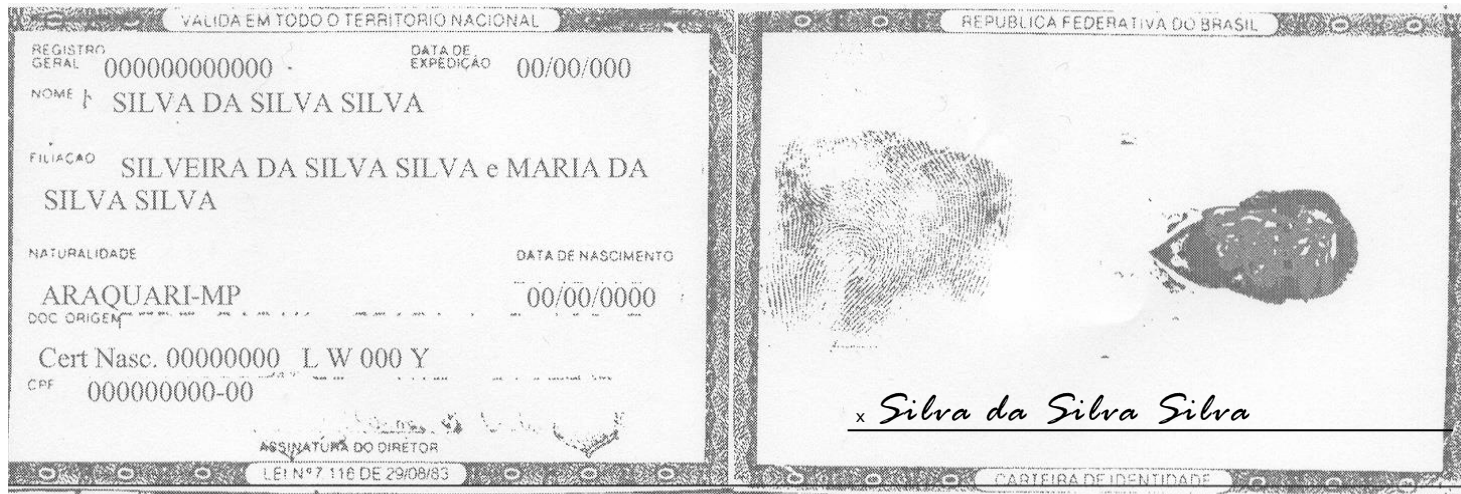 VALIDA EM TODO O TERRITORIO NACIONAL
REGISTRO GERAL 000000000000 DATA DE EXPEDIÇÃO 00/00/000
NOME SILVA DA SILVA SILVA
FILIAÇAO SILVEIRA DA SILVA SILVA e MARIA DA
SILVA SILVA
NATURALIDADE DATA DE NASCIMENTO
ARAQUARI-MP 00/00/0000
DOC ORIGEM
Cert Nasc. 00000000 L W 000 Y
CPF 000000000-00
ASSINATURA DO DIRETOR
LEI Nº 7 116 DE 29/08/83
REPUBLICA FEDERATIVA DO BRASIL
x Silva da Silva Silva
CARTEIRA DE IDENTIDADE